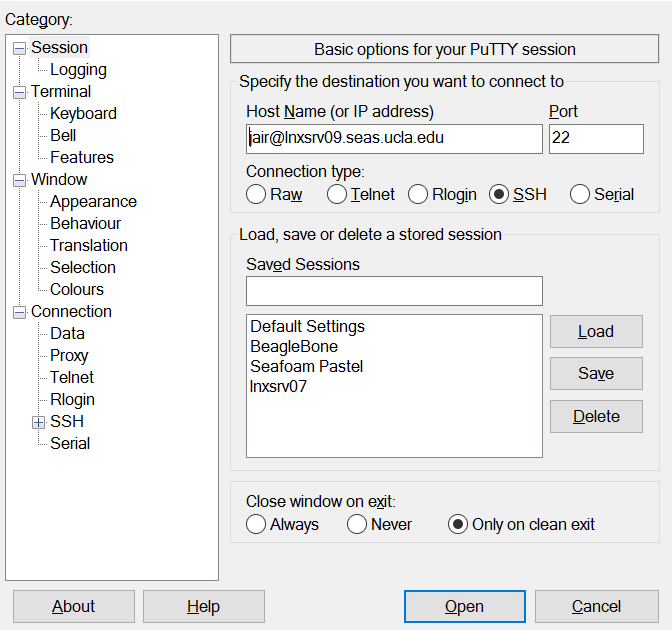 Category:
Session
Logging
Terminal
Keyboard
Bell
Features
Window
Appearance
Behaviour
Translation
Selection
Colours
Connection
Data
Proxy
Telnet
Rlogin
SSH
Serial
Basic options for your PuTTY session
Specify the destination you want to connect to
Host Name (or IP address) Port
jair@lnxsrv09.seas.ucla.edu 22
Connection type:
Raw Telnet Rlogin SSH Serial
Load, save or delete a stored session
Saved Sessions
Default Settings
BeagleBone
Seafoam Pastel
lnxsrv07
Load
Save
Delete
Close window on exit:
Always Never Only on clean exit
About Help Open Cancel